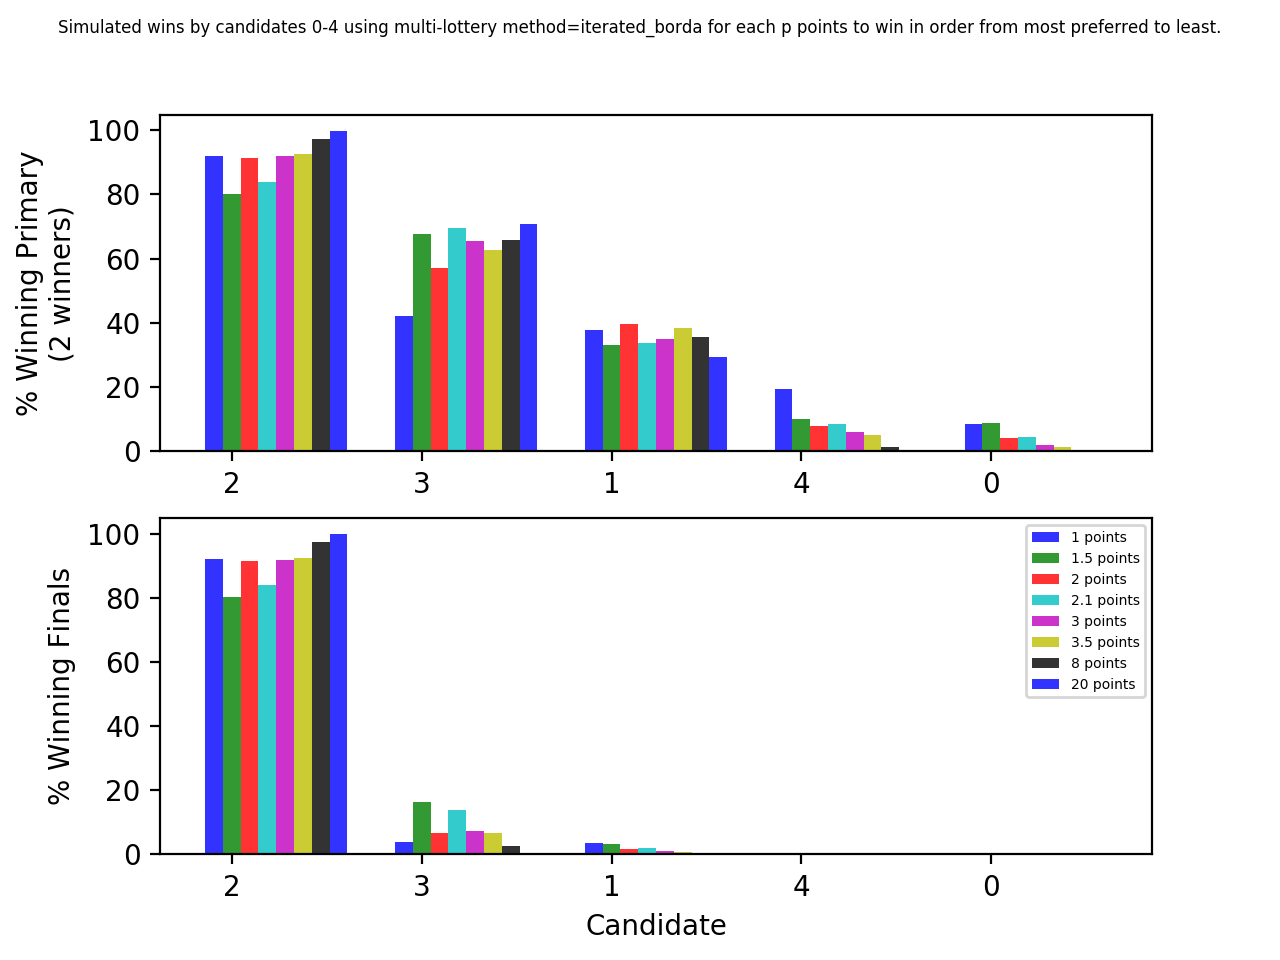 Simulated wins by candidates 0-4 using multi-lottery method=iterated_borda for each p points to win in order from most preferred to least.
% Winning Primary
(2 winners)
100
80
60
40
20
0
2 3 1 4 0
% Winning Finals
100
80
60
40
20
0
1 points
1.5 points
2 points
2.1 points
3 points
3.5 points
8 points
20 points
2 3 1 4 0
Candidate